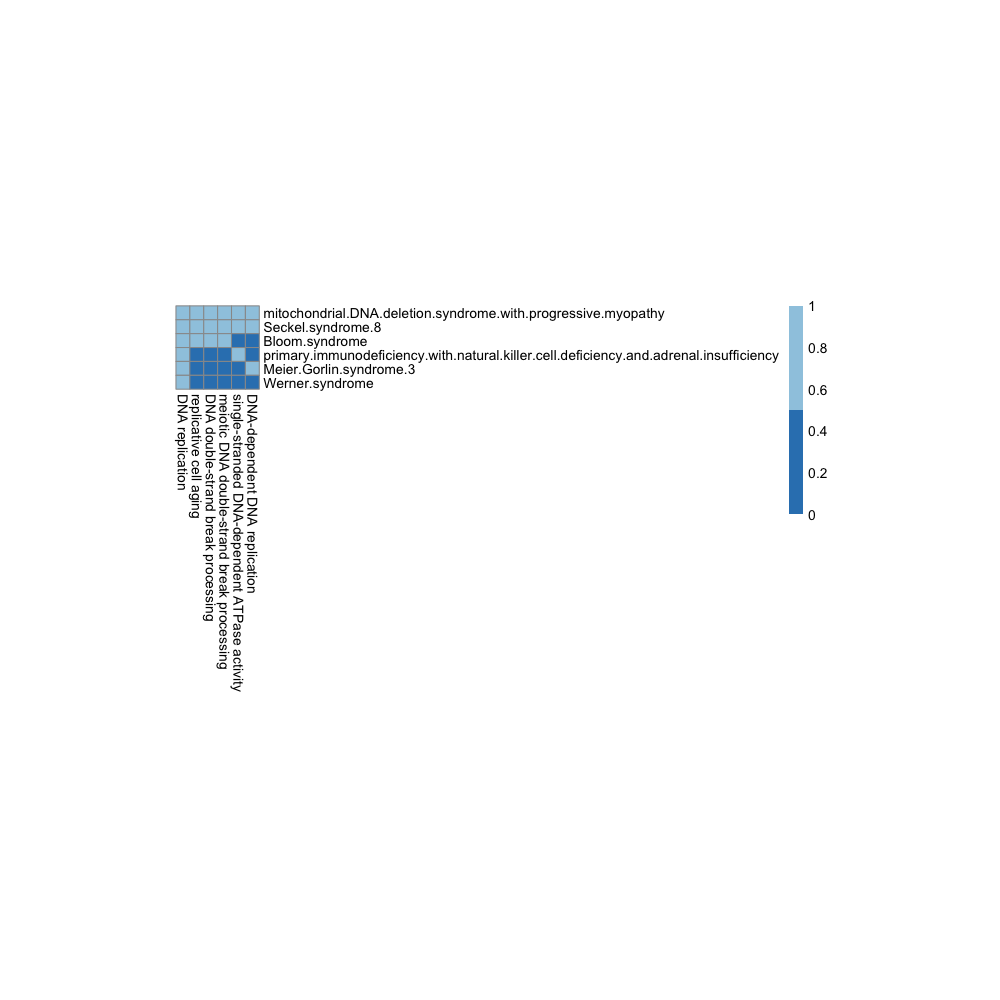 mitochondrial.DNA.deletion.syndrome.with.progressive.myopathy
Seckel.syndrome.8
Bloom.syndrome
primary.immunodeficiency.with.natural.killer.cell.deficiency.and.adrenal.insufficiency
Meier.Gorlin.syndrome.3
Werner.syndrome
DNA replication
replicative cell aging
DNA double-strand break processing
meiotic DNA double-strand break processing
single-stranded DNA-dependent ATPase activity
DNA-dependent DNA replication
1
0.8
0.6
0.4
0.2
0